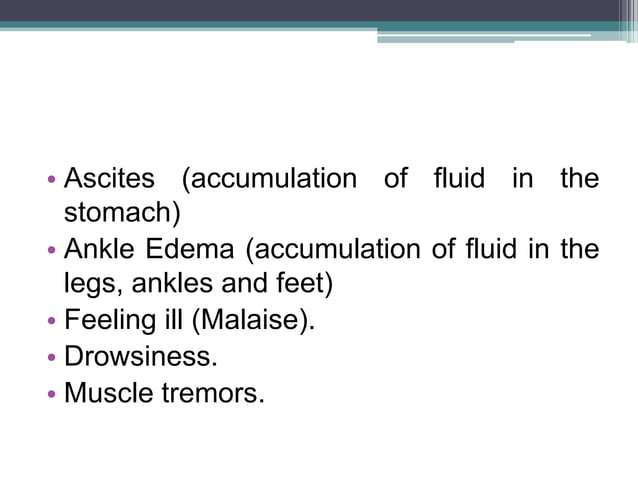 • Ascites (accumulation of fluid in the
stomach)
• Ankle Edema (accumulation of fluid in the
legs, ankles and feet)
• Feeling ill (Malaise).
• Drowsiness.
• Muscle tremors.